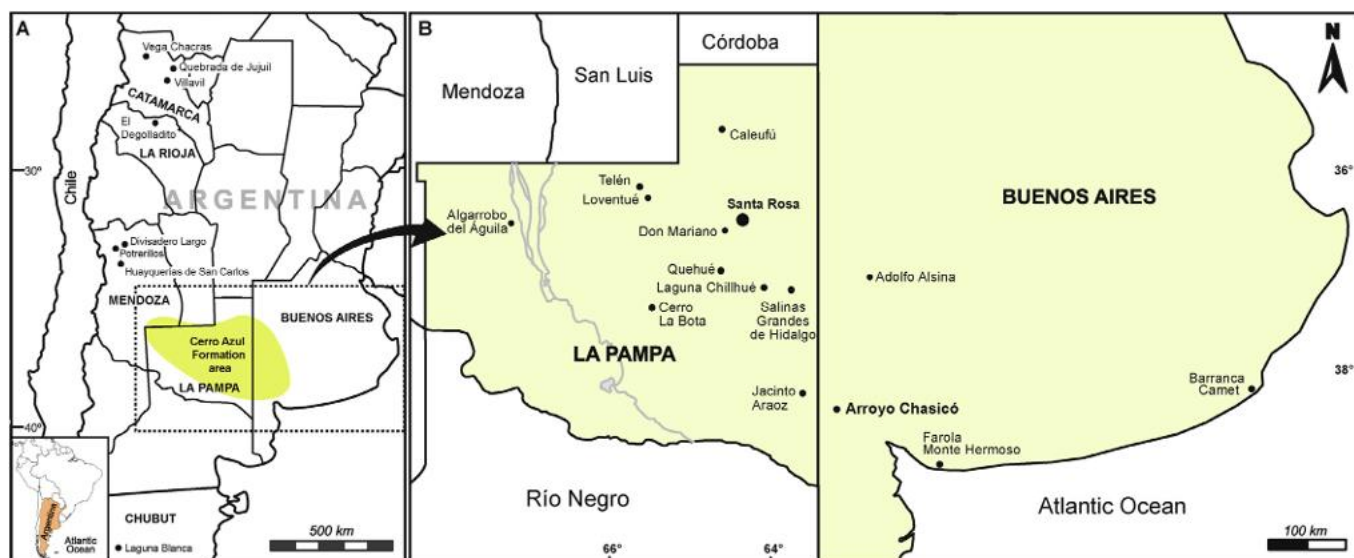 A
Vega Chacras
Quebrada de Jujuil
Villavil
CATAMARCA
El
Degolladito
LA RIOJA
30°
Chile
ARGENTINA
Divisadero Largo
Potrerillos
Huayquerías de San Carlos
MENDOZA
BUENOS AIRES
Cerro Azul
Formation
area
LA PAMPA
40°
Argentina
Atlantic
Ocean
CHUBUT
Laguna Blanca
500 km
B
Córdoba
San Luis
Mendoza
N
Caleufú
36°
Telén
Loventué
Santa Rosa
BUENOS AIRES
Algarrobo
del Águila
Don Mariano
Quehué
Adolfo Alsina
Laguna Chillhué
Cerro
La Bota
Salinas
Grandes
de Hidalgo
LA PAMPA
38°
Barranca
Camet
Jacinto
Araoz
Arroyo Chasicó
Farola
Monte Hermoso
Río Negro
Atlantic Ocean
66°
64°
100 km